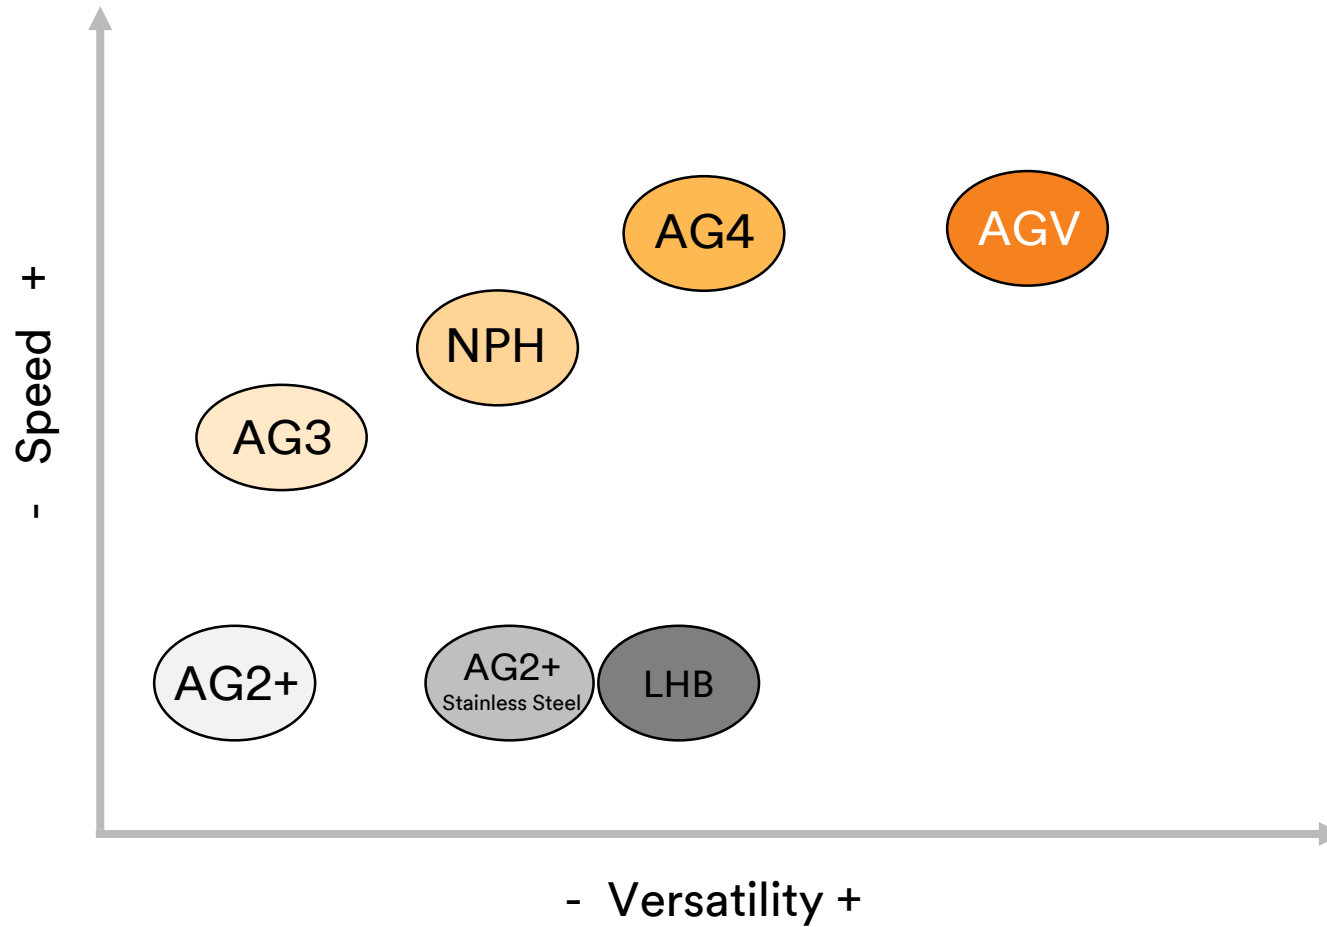 AG4
AGV
NPH
AG3
AG2+
AG2+
Stainless Steel
LHB
- Speed +
- Versatility +